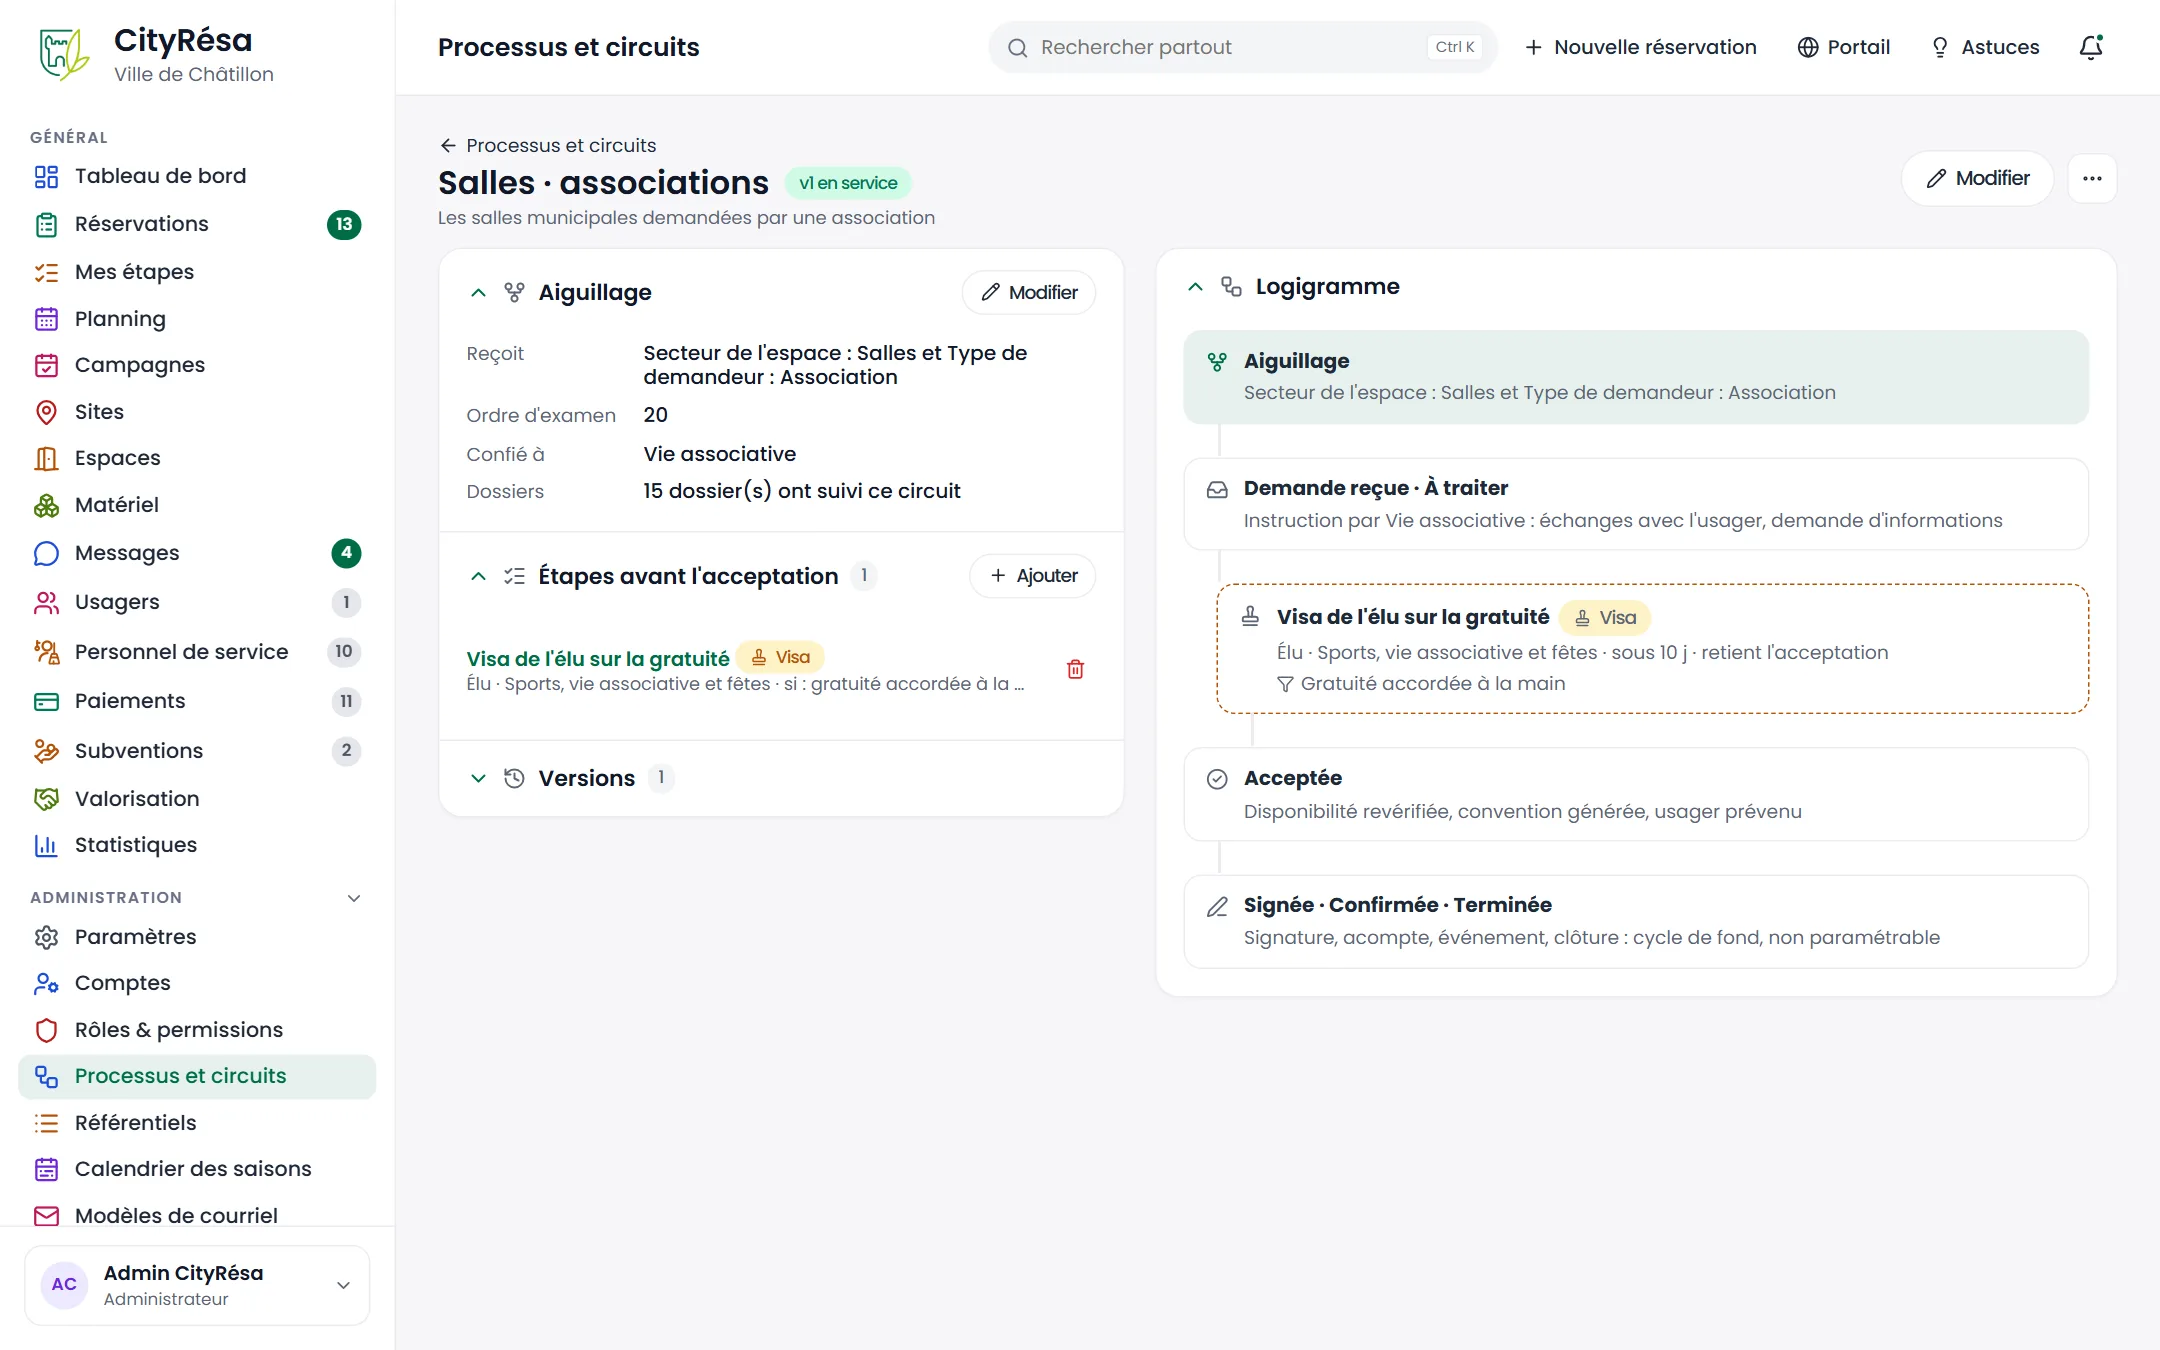 CityRésa
Ville de Châtillon
GÉNÉRAL
Tableau de bord
Réservations 13
Mes étapes
Planning
Campagnes
Sites
Espaces
Matériel
Messages 4
Usagers 1
Personnel de service 10
Paiements 11
Subventions 2
Valorisation
Statistiques
ADMINISTRATION
Paramètres
Comptes
Rôles & permissions
Processus et circuits
Référentiels
Calendrier des saisons
Modèles de courriel
AC
Admin CityRésa
Administrateur
Processus et circuits
Rechercher partout Ctrl K
Nouvelle réservation
Portail
Astuces
Processus et circuits
Salles · associations v1 en service
Les salles municipales demandées par une association
Modifier
Aiguillage
Modifier
Reçoit Secteur de l'espace : Salles et Type de
demandeur : Association
Ordre d'examen 20
Confié à Vie associative
Dossiers 15 dossier(s) ont suivi ce circuit
Étapes avant l'acceptation 1
Ajouter
Visa de l'élu sur la gratuité Visa
Élu · Sports, vie associative et fêtes · si : gratuité accordée à la ...
Versions 1
Logigramme
Aiguillage
Secteur de l'espace : Salles et Type de demandeur : Association
Demande reçue · À traiter
Instruction par Vie associative : échanges avec l'usager, demande d'informations
Visa de l'élu sur la gratuité Visa
Élu · Sports, vie associative et fêtes · sous 10 j · retient l'acceptation
Gratuité accordée à la main
Acceptée
Disponibilité revérifiée, convention générée, usager prévenu
Signée · Confirmée · Terminée
Signature, acompte, événement, clôture : cycle de fond, non paramétrable